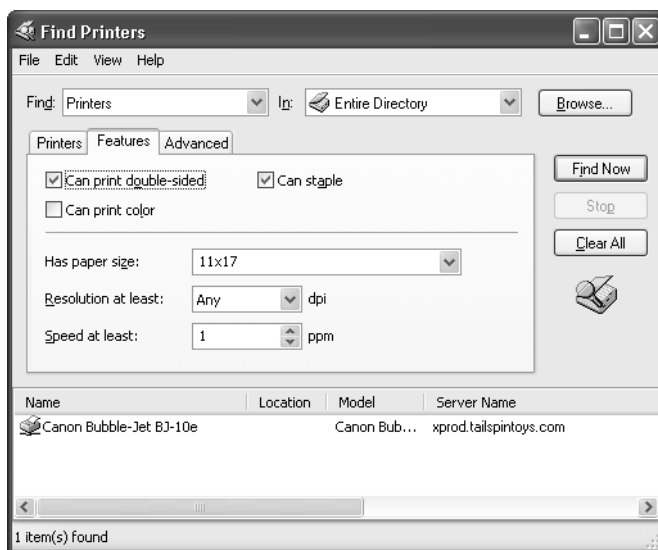 Find Printers
File Edit View Help
Find: Printers In: Entire Directory Browse...
Printers Features Advanced
Can print double-sided Can staple Find Now
Can print color Stop
Clear All
Has paper size: 11x17
Resolution at least: Any dpi
Speed at least: 1 ppm
Name Location Model Server Name
Canon Bubble-Jet BJ-10e Canon Bub... xprod.tailspintoys.com
1 item(s) found